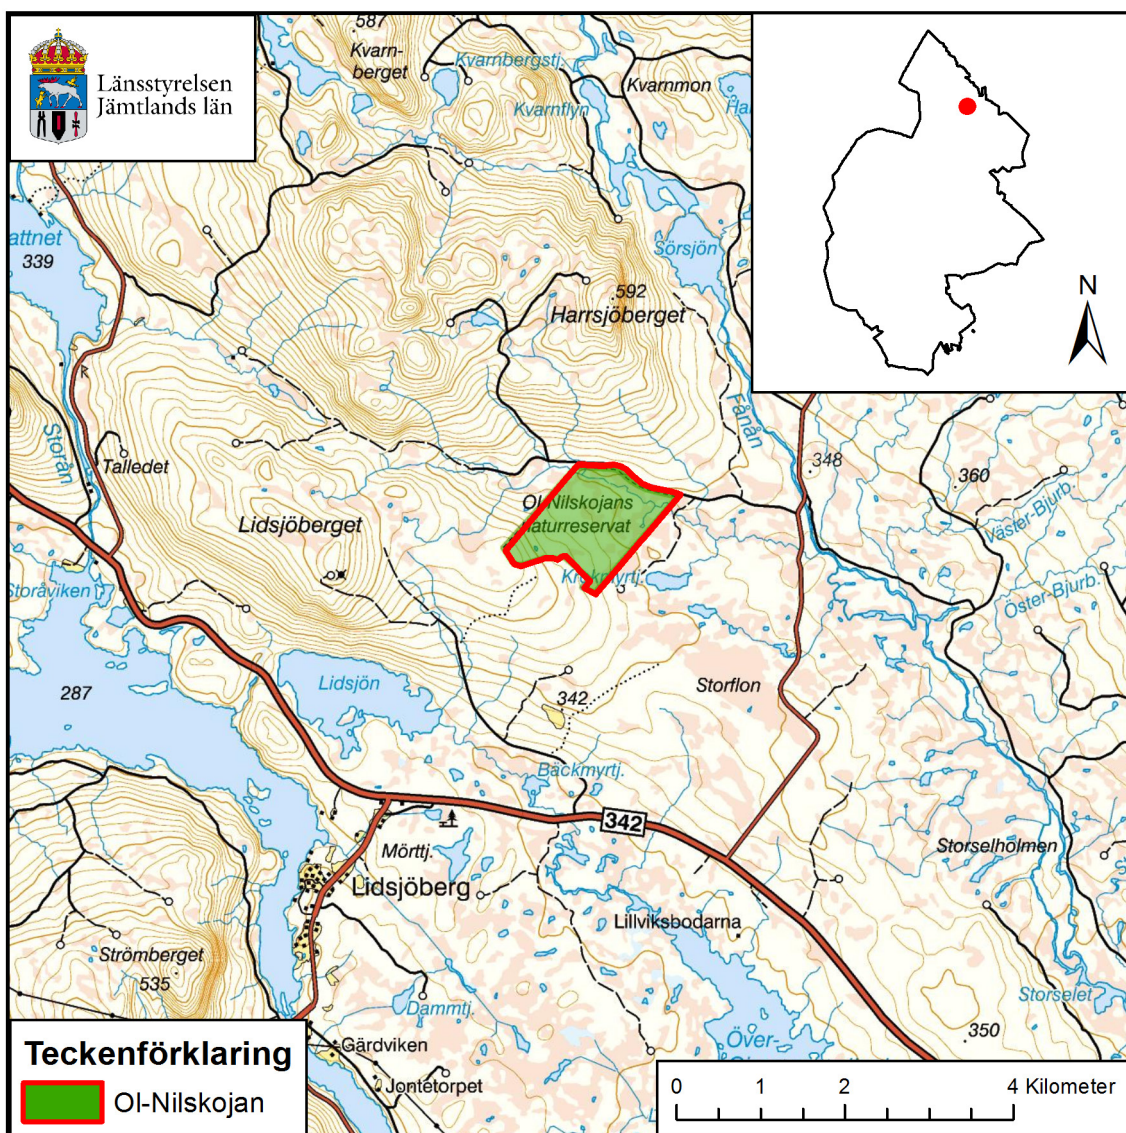 Länsstyrelsen
Jämtlands län
587
Kvarn-
berget
Kvarnbergstj.
Kvarnflyn
Kvarnmon
N
attnet
339
Sörsjön
592
Harrsjöberget
Fånån
Storån
Talledet
348
360
Väster-Bjurb.
Öster-Bjurb.
Lidsjöberget
Ol-Nilskojans
naturreservat
Krokmyrtj.
Storåviken
287
Lidsjön
342
Storflon
Bäckmyrtj.
342
Mörttj.
Lidsjöberg
Storselholmen
Lillviksbodarna
Strömberget
535
Dammtj.
Storselet
Över-
350
Gärdviken
Jontetorpet
Teckenförklaring
Ol-Nilskojan
0 1 2 4 Kilometer